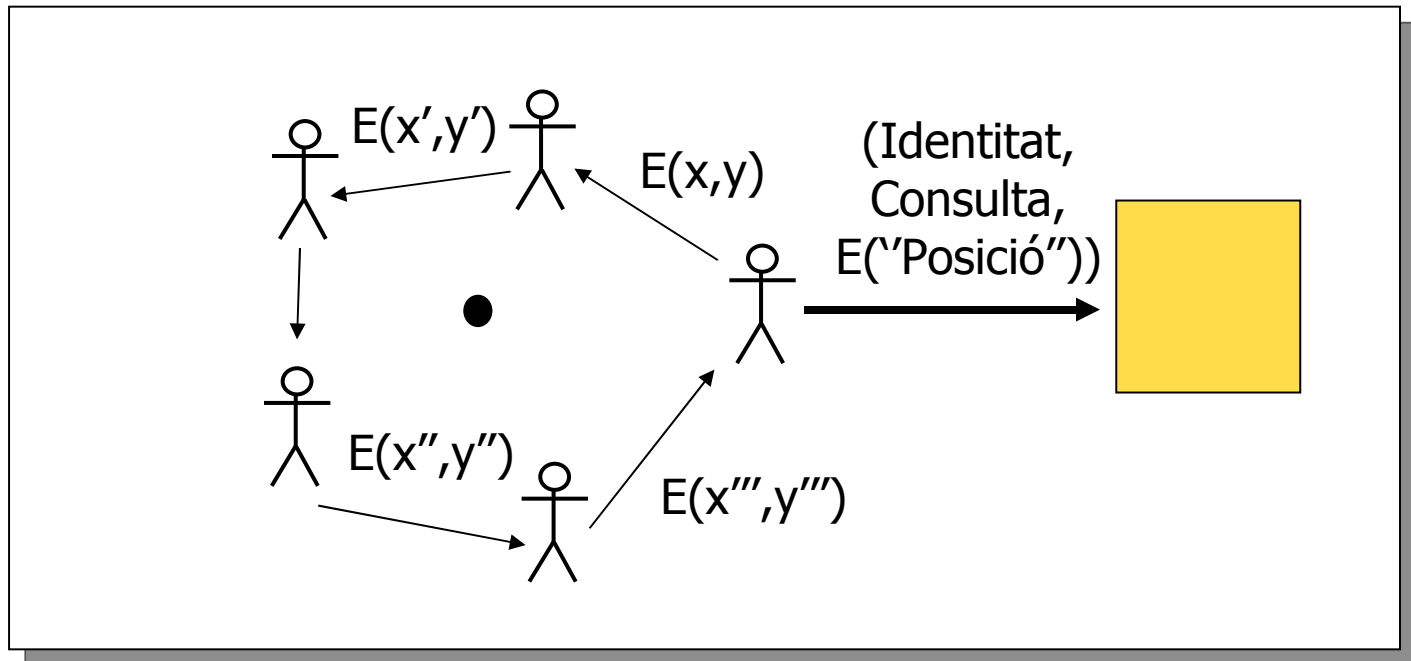 E(x′,y′)
E(x,y)
(Identitat,
Consulta,
E(‘′Posició′′))
E(x′′,y′′)
E(x′′′,y′′′)